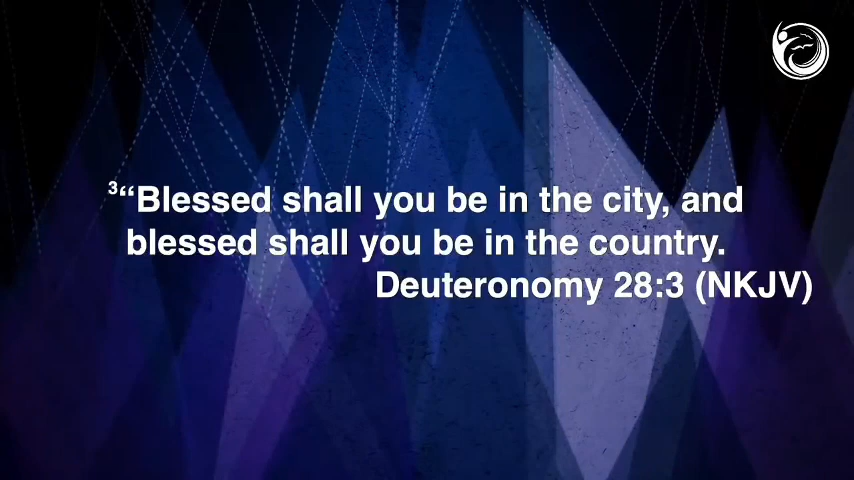 ³“Blessed shall you be in the city, and
blessed shall you be in the country.
Deuteronomy 28:3 (NKJV)